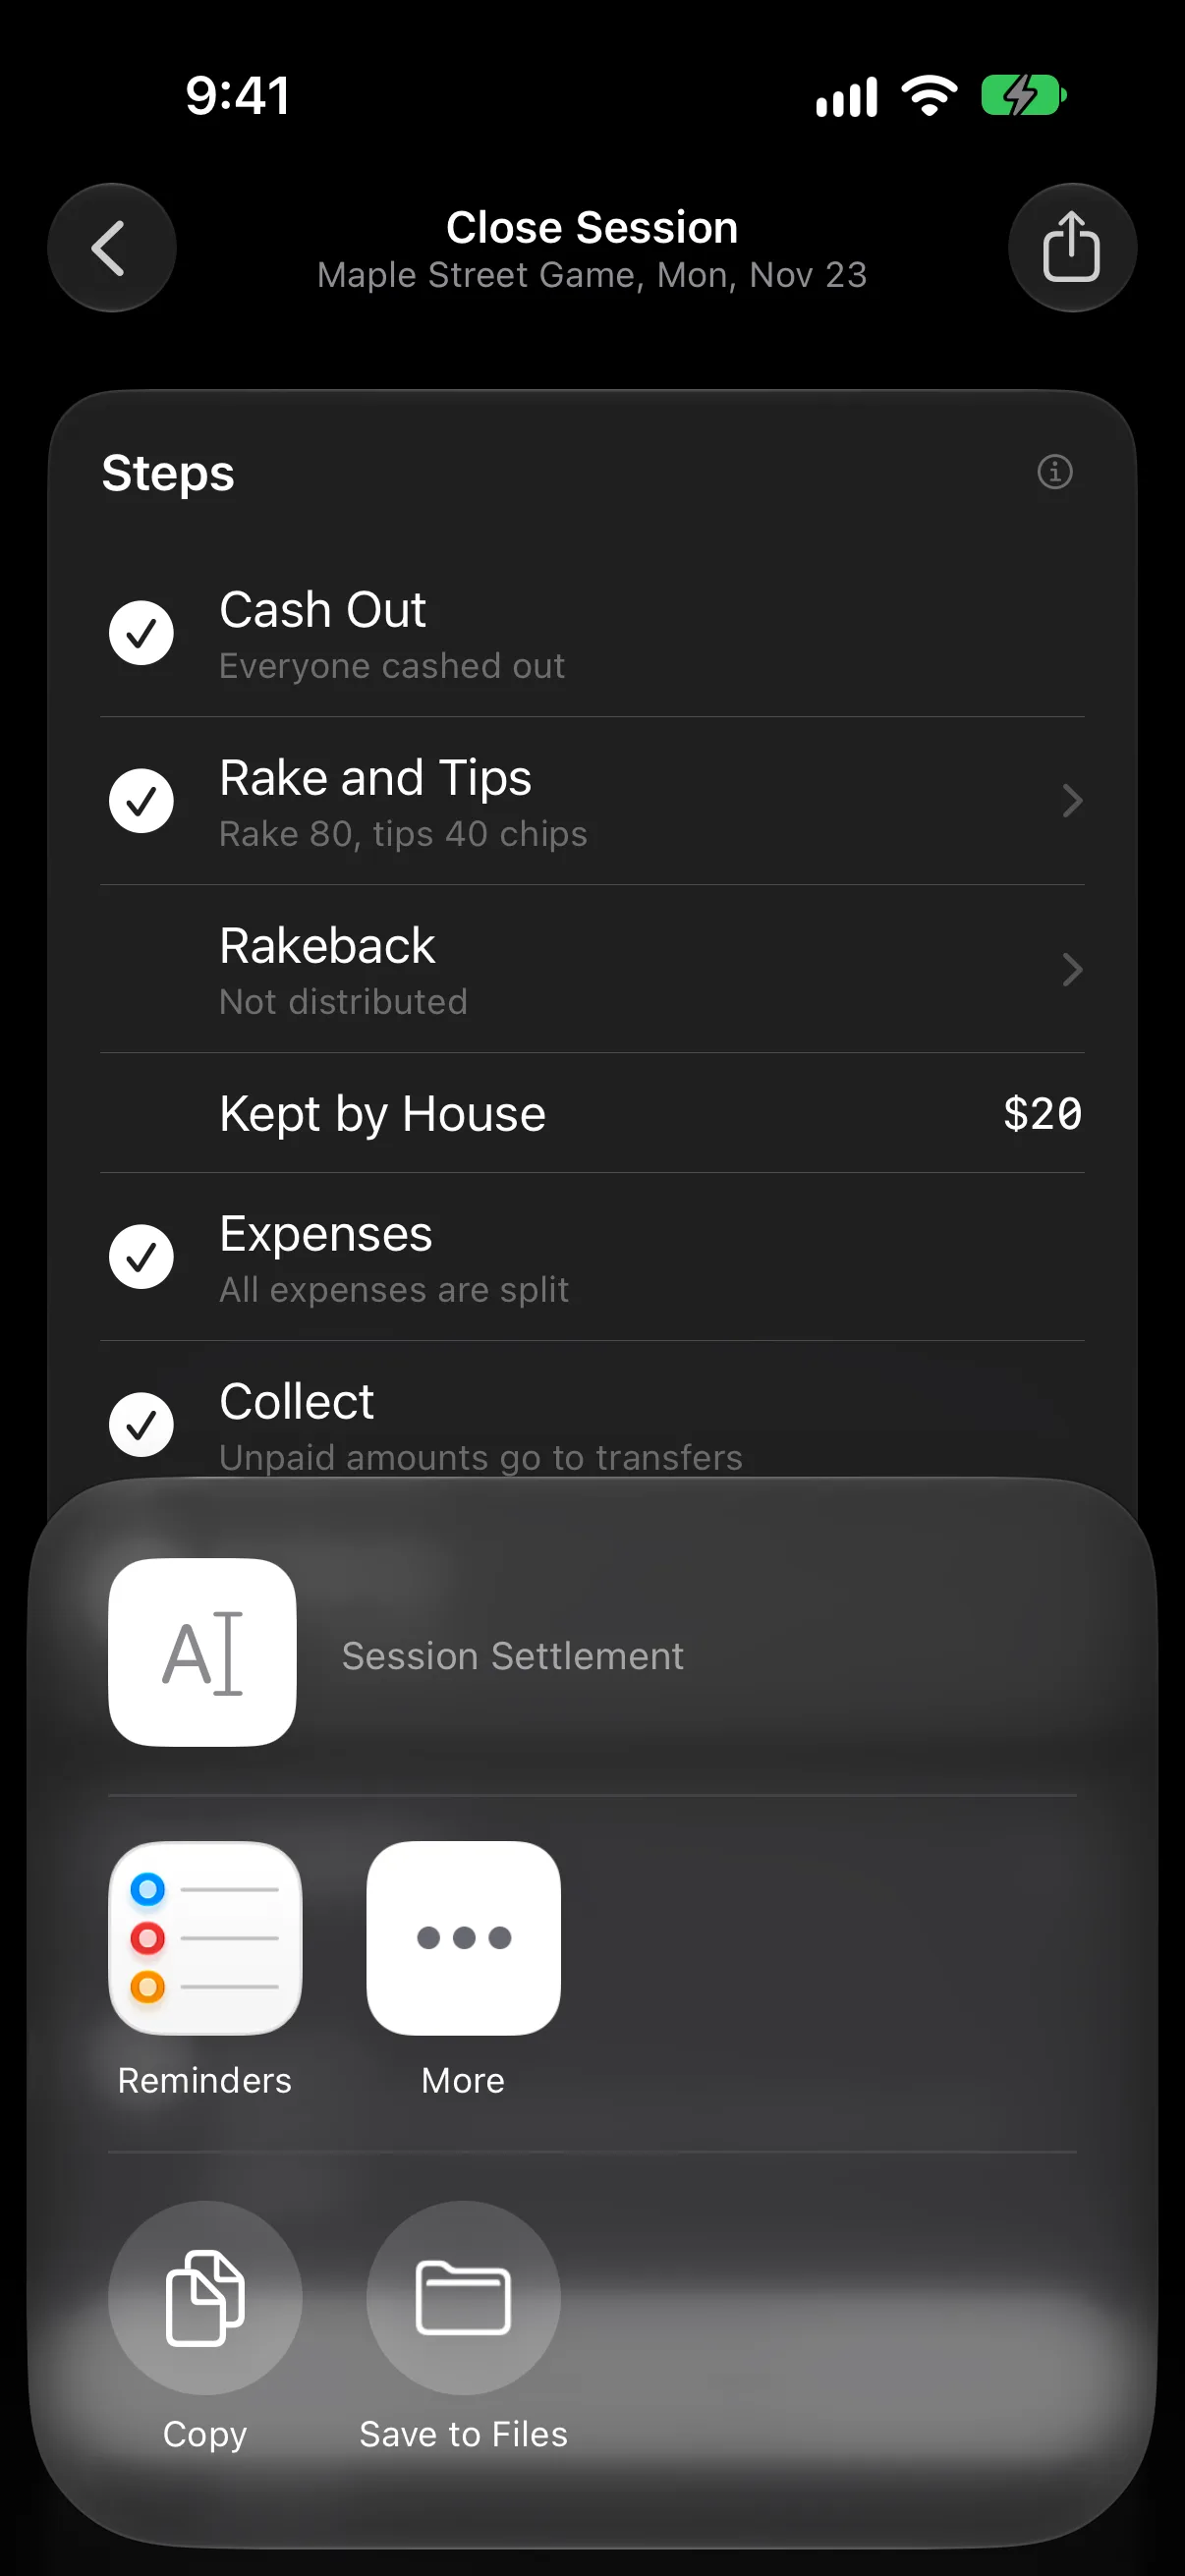 9:41
Close Session
Maple Street Game, Mon, Nov 23
Steps
Cash Out
Everyone cashed out
Rake and Tips
Rake 80, tips 40 chips
Rakeback
Not distributed
Kept by House $20
Expenses
All expenses are split
Collect
Unpaid amounts go to transfers
Session Settlement
Reminders More
Copy Save to Files